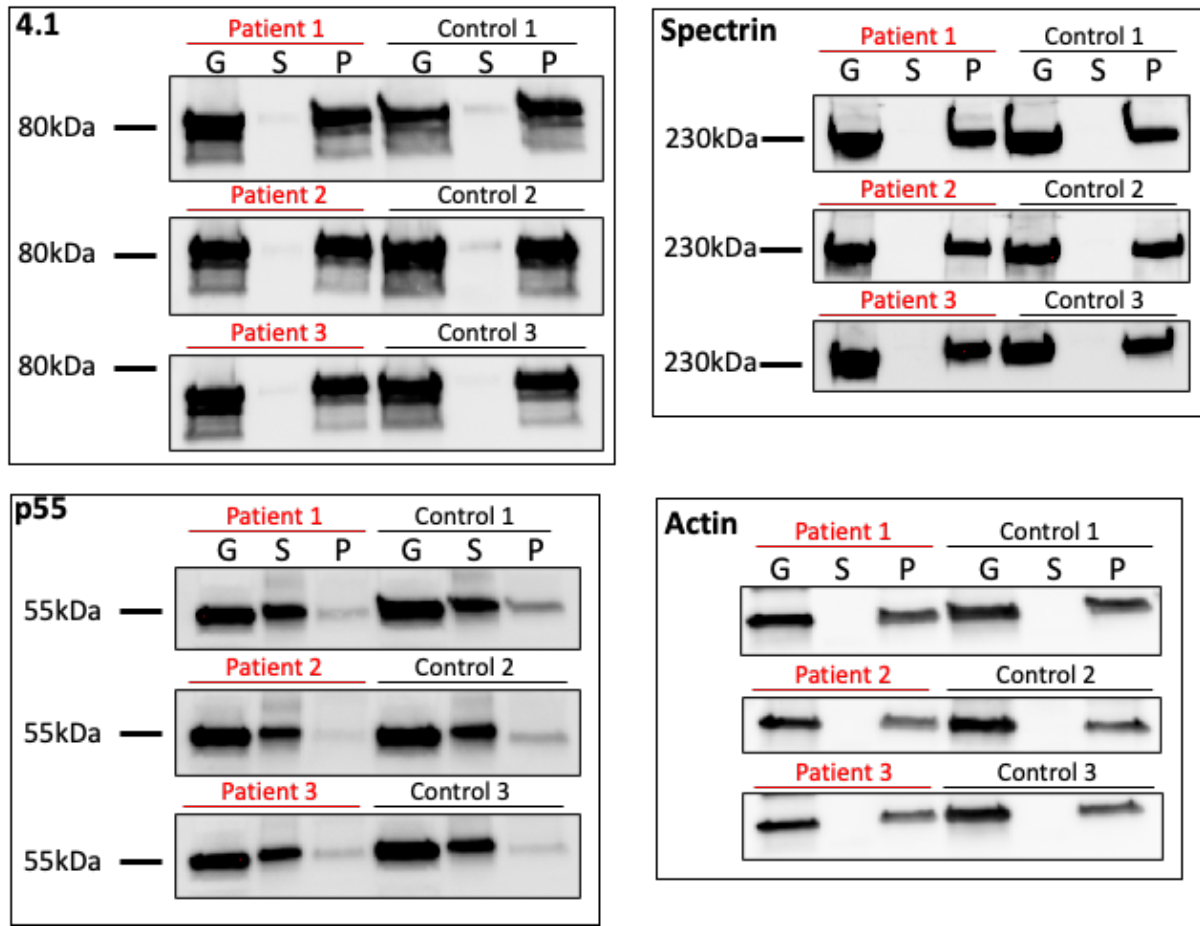 4.1
Patient 1 Control 1
G S P G S P
80kDa
Patient 2 Control 2
80kDa
Patient 3 Control 3
80kDa
Spectrin
Patient 1 Control 1
G S P G S P
230kDa
Patient 2 Control 2
230kDa
Patient 3 Control 3
230kDa
p55
Patient 1 Control 1
G S P G S P
55kDa
Patient 2 Control 2
55kDa
Patient 3 Control 3
55kDa
Actin
Patient 1 Control 1
G S P G S P
Patient 2 Control 2
Patient 3 Control 3